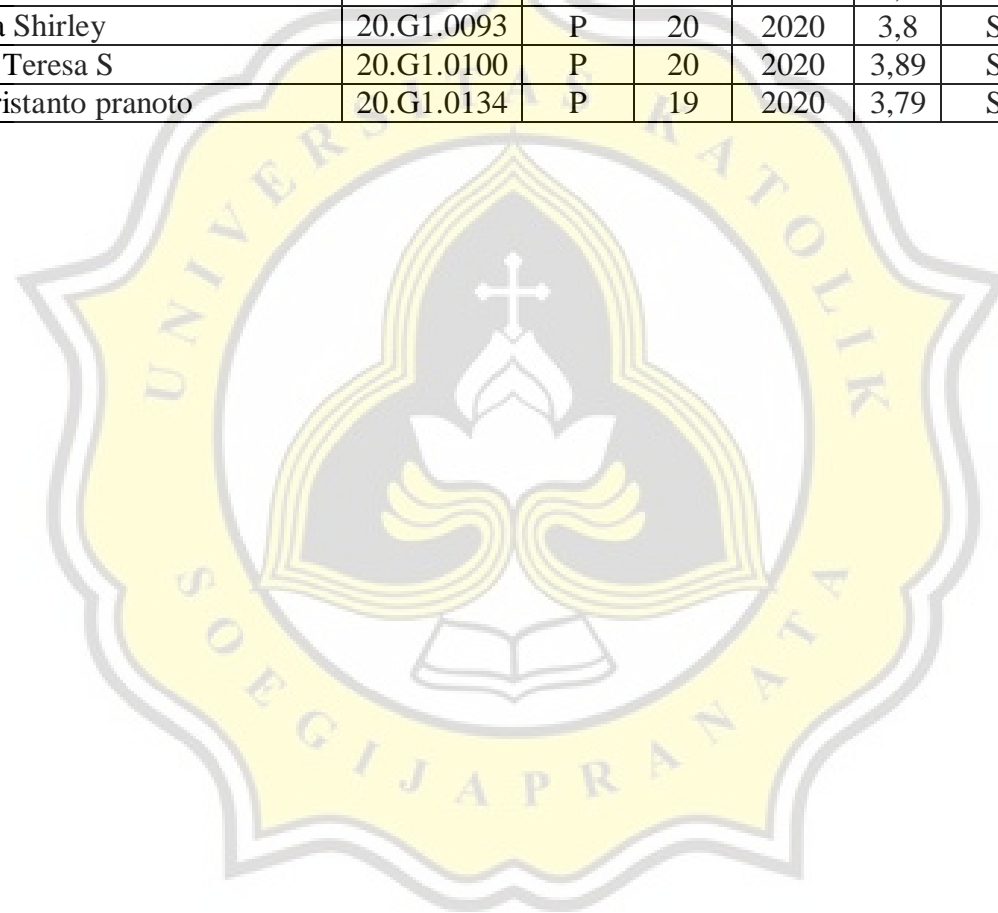 a Shirley 20.G1.0093 P 20 2020 3,8 S
Teresa S 20.G1.0100 P 20 2020 3,89 S
ristanto pranoto 20.G1.0134 P 19 2020 3,79 S
UNIVERSITAS KATOLIK
SOEGIJAPRANATA